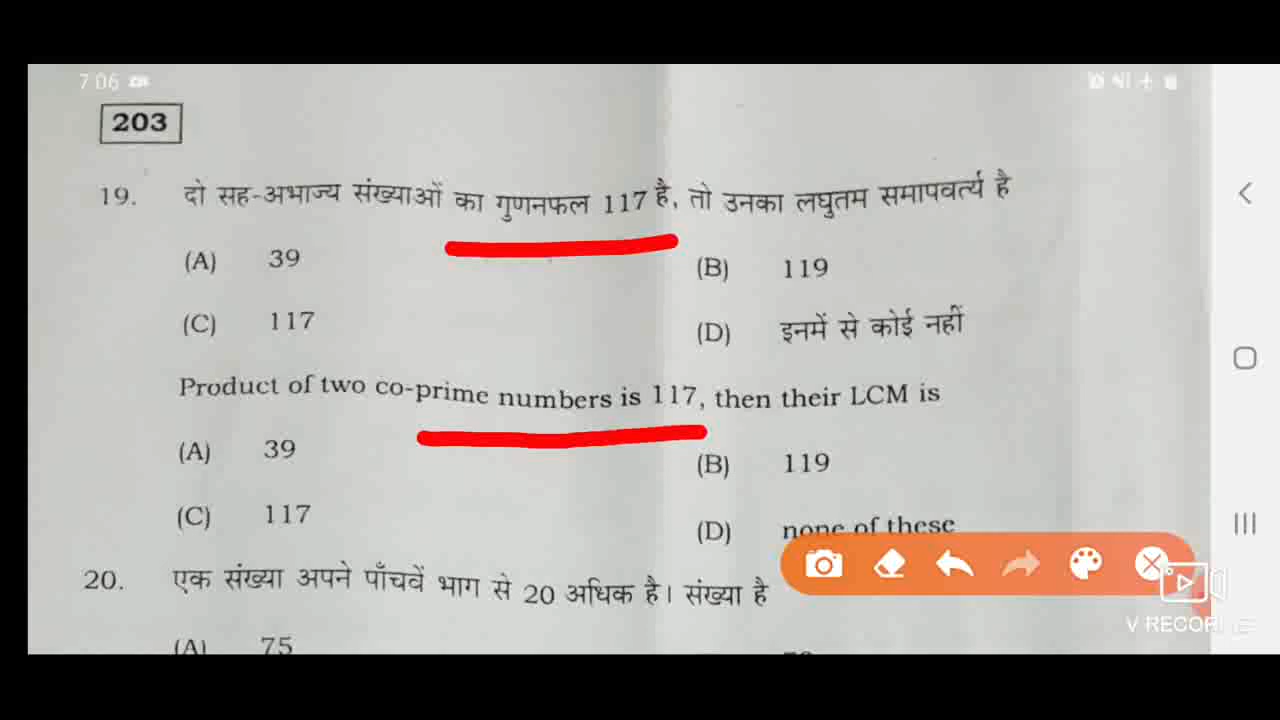 7:06
203
19. दो सह-अभाज्य संख्याओं का गुणनफल 117 है, तो उनका लघुतम समापवर्त्य है
(A) 39 (B) 119
(C) 117 (D) इनमें से कोई नहीं
Product of two co-prime numbers is 117, then their LCM is
(A) 39 (B) 119
(C) 117 (D) none of these
20. एक संख्या अपने पाँचवें भाग से 20 अधिक है। संख्या है
(A) 75
V RECORDER